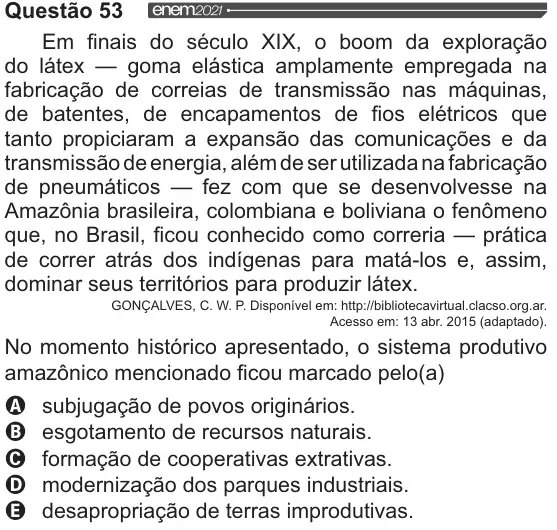 Questão 53 enem2021
Em finais do século XIX, o boom da exploração
do látex — goma elástica amplamente empregada na
fabricação de correias de transmissão nas máquinas,
de batentes, de encapamentos de fios elétricos que
tanto propiciaram a expansão das comunicações e da
transmissão de energia, além de ser utilizada na fabricação
de pneumáticos — fez com que se desenvolvesse na
Amazônia brasileira, colombiana e boliviana o fenômeno
que, no Brasil, ficou conhecido como correria — prática
de correr atrás dos indígenas para matá-los e, assim,
dominar seus territórios para produzir látex.
GONÇALVES, C. W. P. Disponível em: http://bibliotecavirtual.clacso.org.ar.
Acesso em: 13 abr. 2015 (adaptado).
No momento histórico apresentado, o sistema produtivo
amazônico mencionado ficou marcado pelo(a)
A subjugação de povos originários.
B esgotamento de recursos naturais.
C formação de cooperativas extrativas.
D modernização dos parques industriais.
E desapropriação de terras improdutivas.